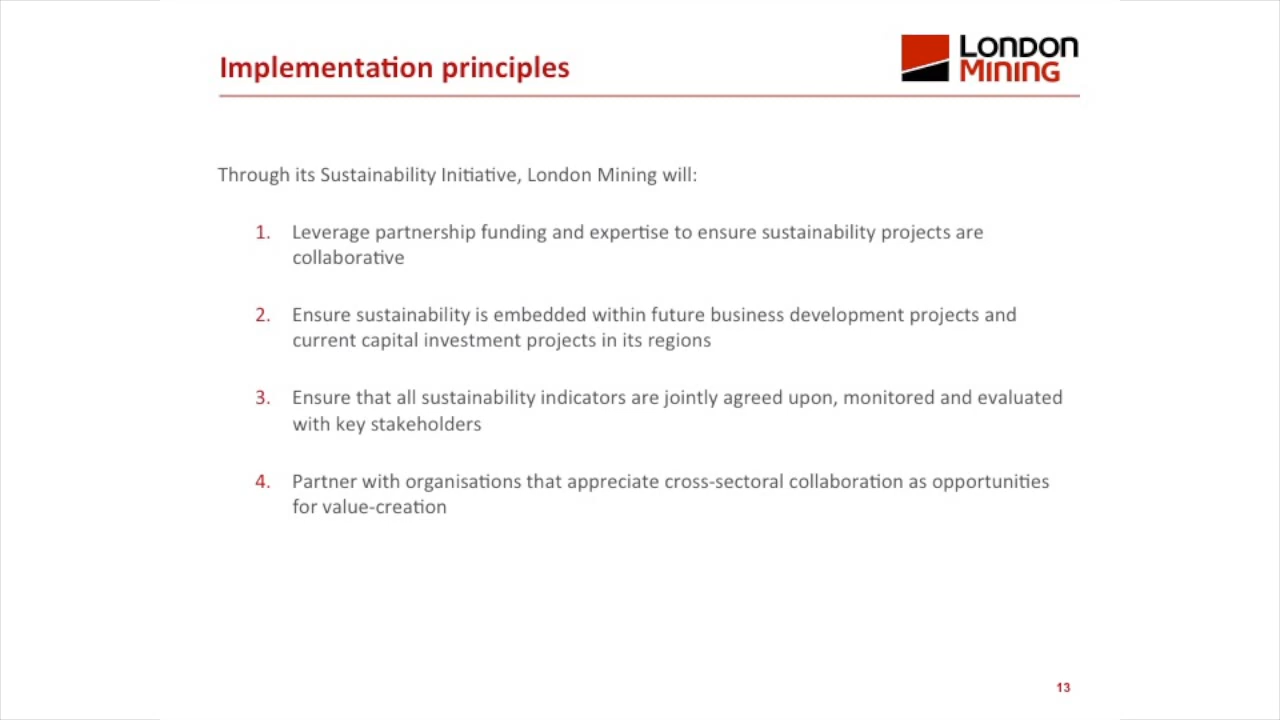 Implementation principles
LONDON
MINING
Through its Sustainability Initiative, London Mining will:
1. Leverage partnership funding and expertise to ensure sustainability projects are
collaborative
2. Ensure sustainability is embedded within future business development projects and
current capital investment projects in its regions
3. Ensure that all sustainability indicators are jointly agreed upon, monitored and evaluated
with key stakeholders
4. Partner with organisations that appreciate cross-sectoral collaboration as opportunities
for value-creation
13